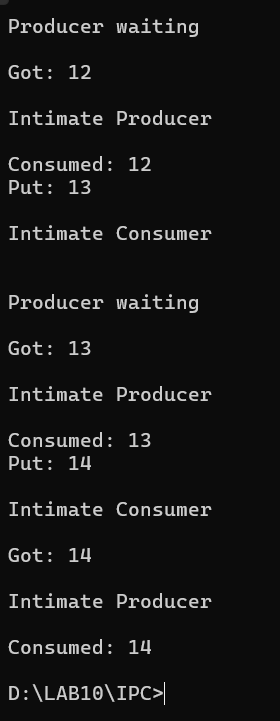 Producer waiting
Got: 12
Intimate Producer
Consumed: 12
Put: 13
Intimate Consumer
Producer waiting
Got: 13
Intimate Producer
Consumed: 13
Put: 14
Intimate Consumer
Got: 14
Intimate Producer
Consumed: 14
D:\LAB10\IPC>